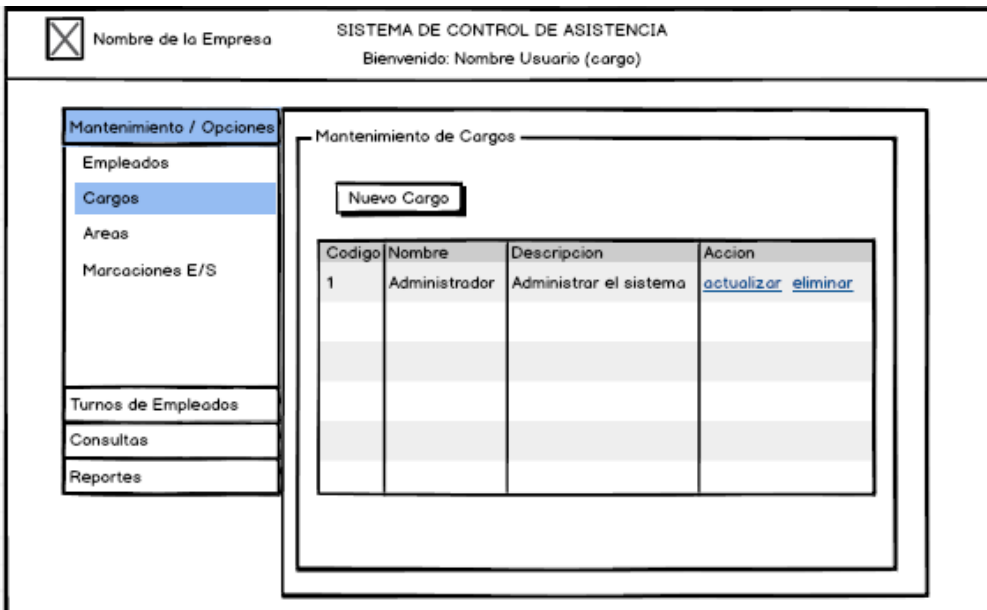 Nombre de la Empresa
SISTEMA DE CONTROL DE ASISTENCIA
Bienvenido: Nombre Usuario (cargo)
Mantenimiento / Opciones
Empleados
Cargos
Areas
Marcaciones E/S
Turnos de Empleados
Consultas
Reportes
Mantenimiento de Cargos
Nuevo Cargo
Codigo Nombre Descripcion Accion
1 Administrador Administrar el sistema actualizar eliminar